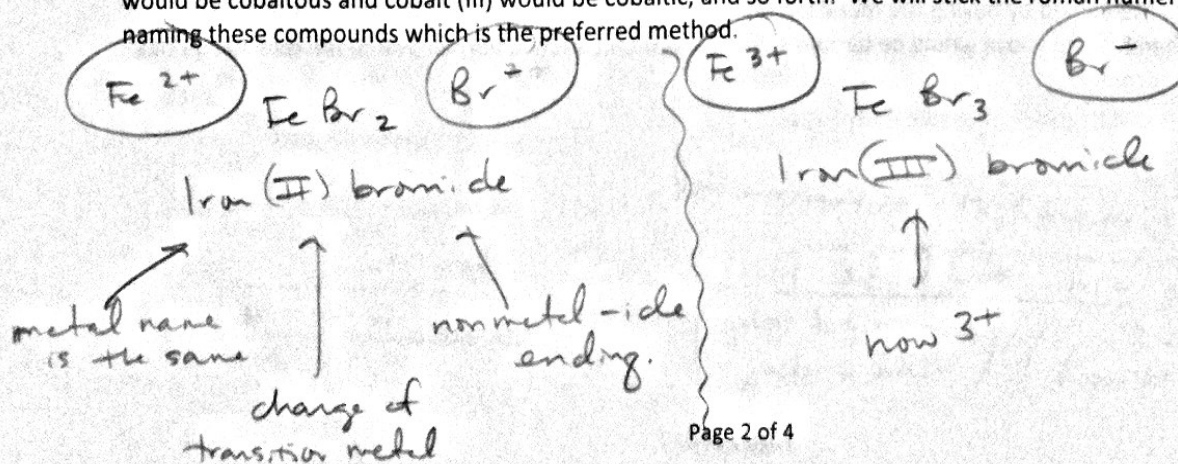 would be cobaltous and cobalt (III) would be cobaltic, and so forth. We will stick the roman numer
naming these compounds which is the preferred method.
Fe 2+
Fe Br2
Br -
Iron (II) bromide
metal name
is the same
change of
transition metal
nonmetal -ide
ending.
Fe 3+
Fe Br3
Br -
Iron (III) bromide
now 3+
Page 2 of 4